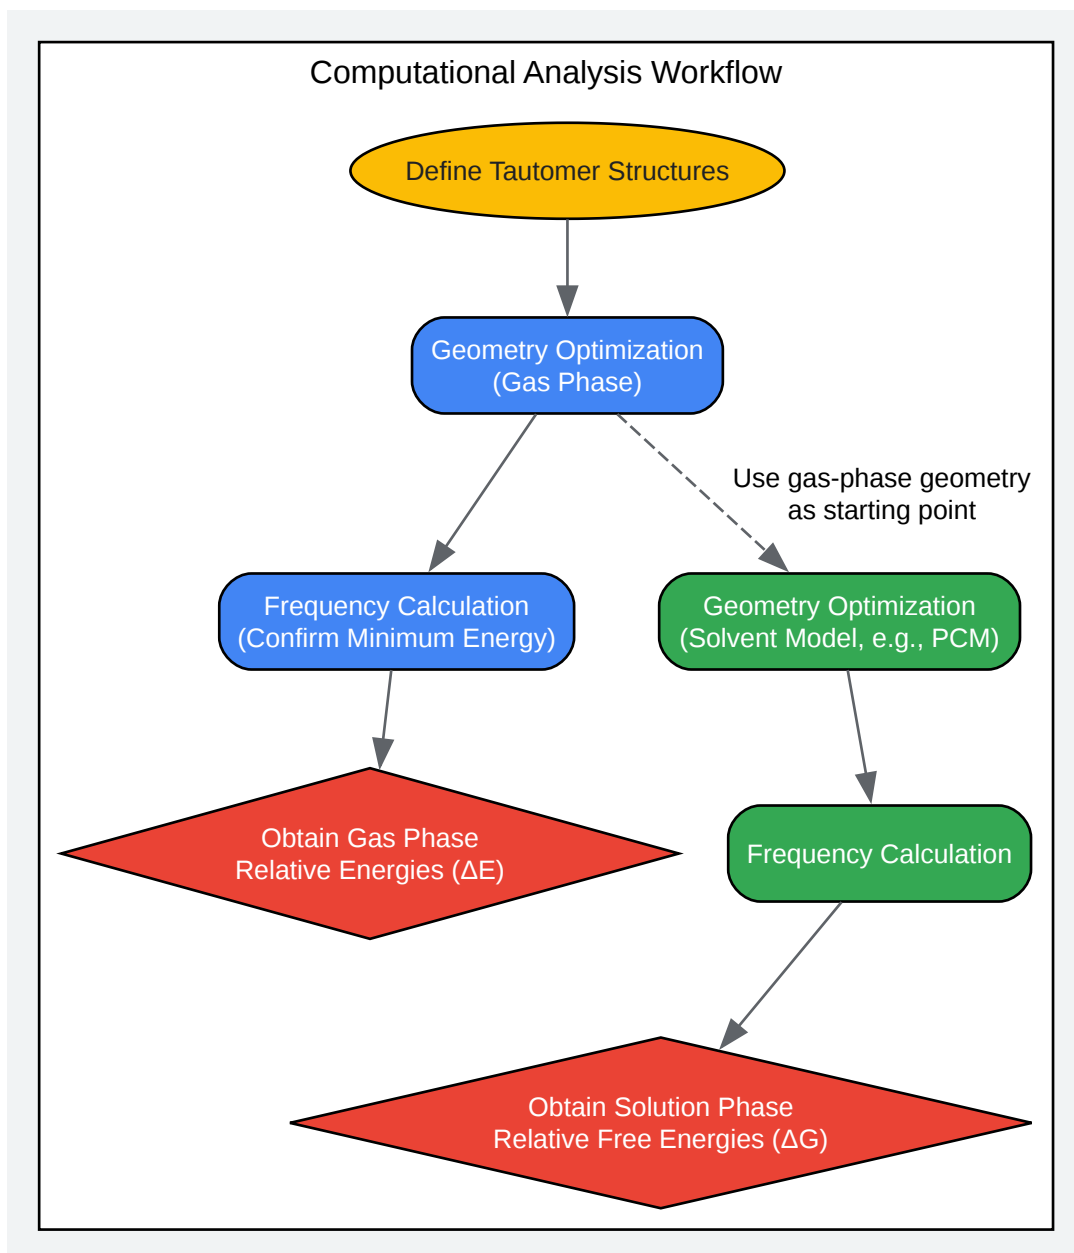 Computational Analysis Workflow
Define Tautomer Structures
Geometry Optimization
(Gas Phase)
Use gas-phase geometry
as starting point
Frequency Calculation
(Confirm Minimum Energy)
Geometry Optimization
(Solvent Model, e.g., PCM)
Obtain Gas Phase
Relative Energies (ΔE)
Frequency Calculation
Obtain Solution Phase
Relative Free Energies (ΔG)